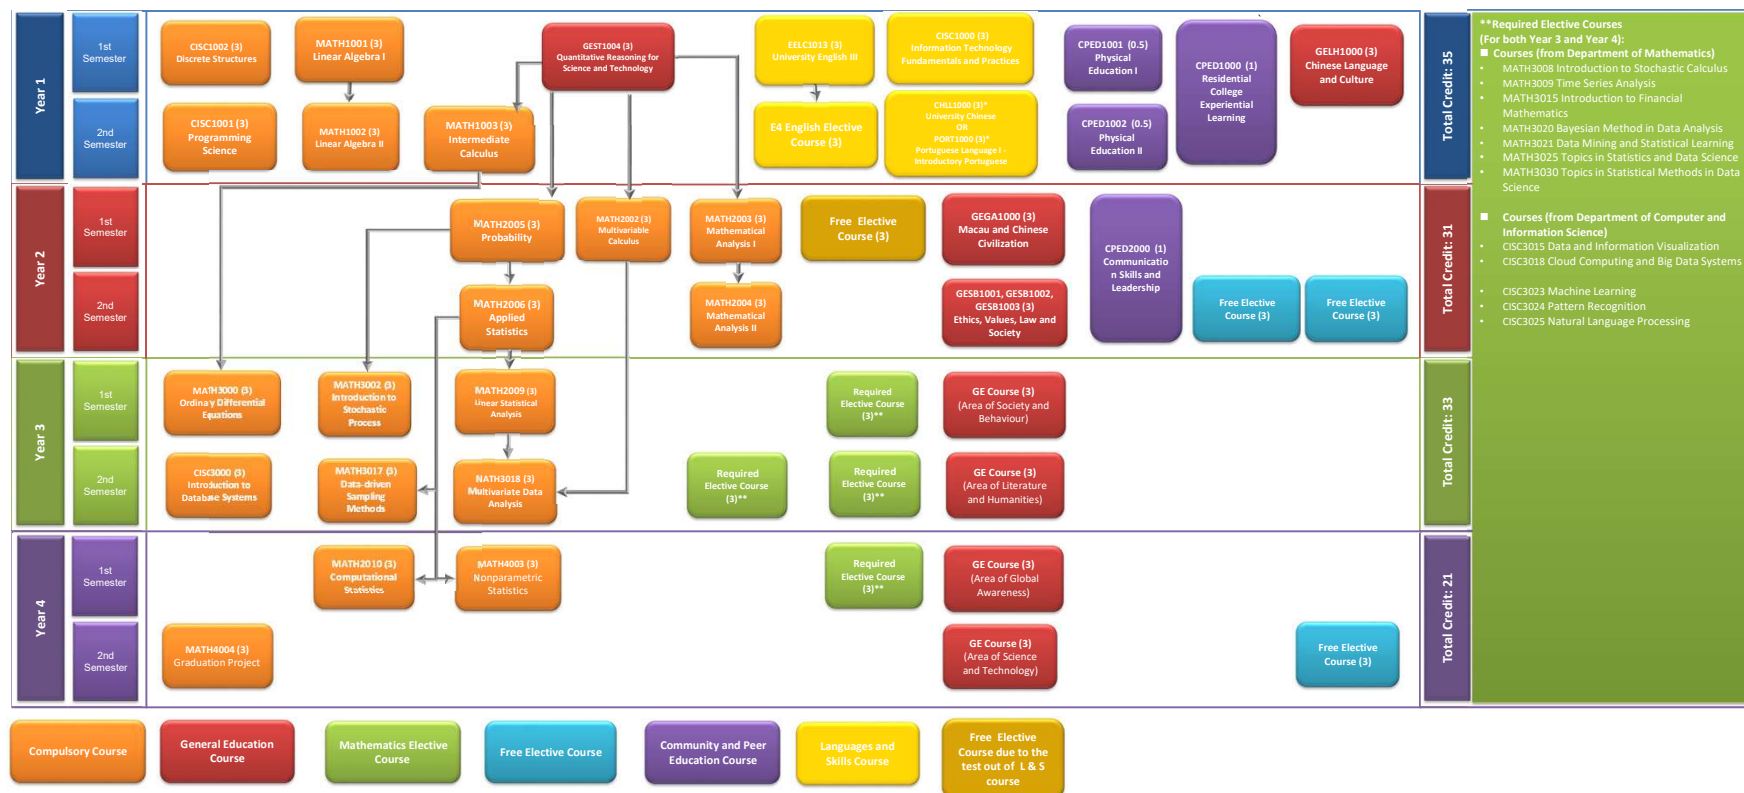 Year 1
1st
Semester
CISC1002 (3)
Discrete Structures
MATH1001 (3)
Linear Algebra I
GEST1004 (3)
Quantitative Reasoning for
Science and Technology
EELC1013 (3)
University English III
CISC1000 (3)
Information Technology
Fundamentals and Practices
CPED1001 (0.5)
Physical
Education I
CPED1000 (1)
Residential
College
Experiential
Learning
GELH1000 (3)
Chinese Language
and Culture
Total Credit: 35
2nd
Semester
CISC1001 (3)
Programming
Science
MATH1002 (3)
Linear Algebra II
MATH1003 (3)
Intermediate
Calculus
E4 English Elective
Course (3)
CHLL1000 (3)*
University Chinese
OR
PORT1000 (3)*
Portuguese Language I -
Introductory Portuguese
CPED1002 (0.5)
Physical
Education II
Year 2
1st
Semester
MATH2005 (3)
Probability
MATH2002 (3)
Multivariable
Calculus
MATH2003 (3)
Mathematical
Analysis I
Free Elective
Course (3)
GEGA1000 (3)
Macau and Chinese
Civilization
CPED2000 (1)
Communicatio
n Skills and
Leadership
Total Credit: 31
2nd
Semester
MATH2006 (3)
Applied
Statistics
MATH2004 (3)
Mathematical
Analysis II
GESB1001, GESB1002,
GESB1003 (3)
Ethics, Values, Law and
Society
Free Elective
Course (3)
Free Elective
Course (3)
Year 3
1st
Semester
MATH3000 (3)
Ordinary Differential
Equations
MATH3002 (3)
Introduction to
Stochastic
Process
MATH2009 (3)
Linear Statistical
Analysis
Required
Elective Course
(3)**
GE Course (3)
(Area of Society and
Behaviour)
Total Credit: 33
2nd
Semester
CISC3000 (3)
Introduction to
Database Systems
MATH3017 (3)
Data-driven
Sampling
Methods
MATH3018 (3)
Multivariate Data
Analysis
Required
Elective Course
(3)**
Required
Elective Course
(3)**
GE Course (3)
(Area of Literature
and Humanities)
Year 4
1st
Semester
MATH2010 (3)
Computational
Statistics
MATH4003 (3)
Nonparametric
Statistics
Required
Elective Course
(3)**
GE Course (3)
(Area of Global
Awareness)
Total Credit: 21
2nd
Semester
MATH4004 (3)
Graduation Project
GE Course (3)
(Area of Science
and Technology)
Free Elective
Course (3)
**Required Elective Courses
(For both Year 3 and Year 4):
■ Courses (from Department of Mathematics)
• MATH3008 Introduction to Stochastic Calculus
• MATH3009 Time Series Analysis
• MATH3015 Introduction to Financial
Mathematics
• MATH3020 Bayesian Method in Data Analysis
• MATH3021 Data Mining and Statistical Learning
• MATH3025 Topics in Statistics and Data Science
• MATH3030 Topics in Statistical Methods in Data
Science
■ Courses (from Department of Computer and
Information Science)
• CISC3015 Data and Information Visualization
• CISC3018 Cloud Computing and Big Data Systems
• CISC3023 Machine Learning
• CISC3024 Pattern Recognition
• CISC3025 Natural Language Processing
Compulsory Course
General Education
Course
Mathematics Elective
Course
Free Elective Course
Community and Peer
Education Course
Languages and
Skills Course
Free Elective
Course due to the
test out of L & S
course